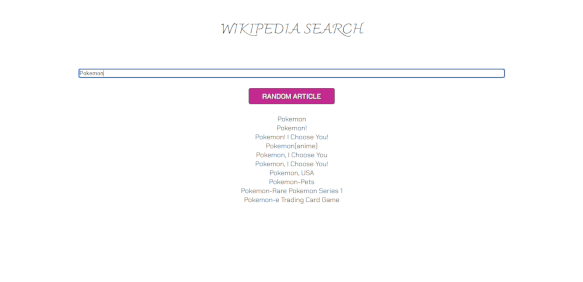 WIKIPEDIA SEARCH
Pokemon
RANDOM ARTICLE
Pokemon
Pokemon!
Pokemon! I Choose You!
Pokemon(anime)
Pokemon, I Choose You
Pokemon, I Choose You!
Pokemon, USA
Pokemon-Pets
Pokemon-Rare Pokemon Series 1
Pokemon-e Trading Card Game